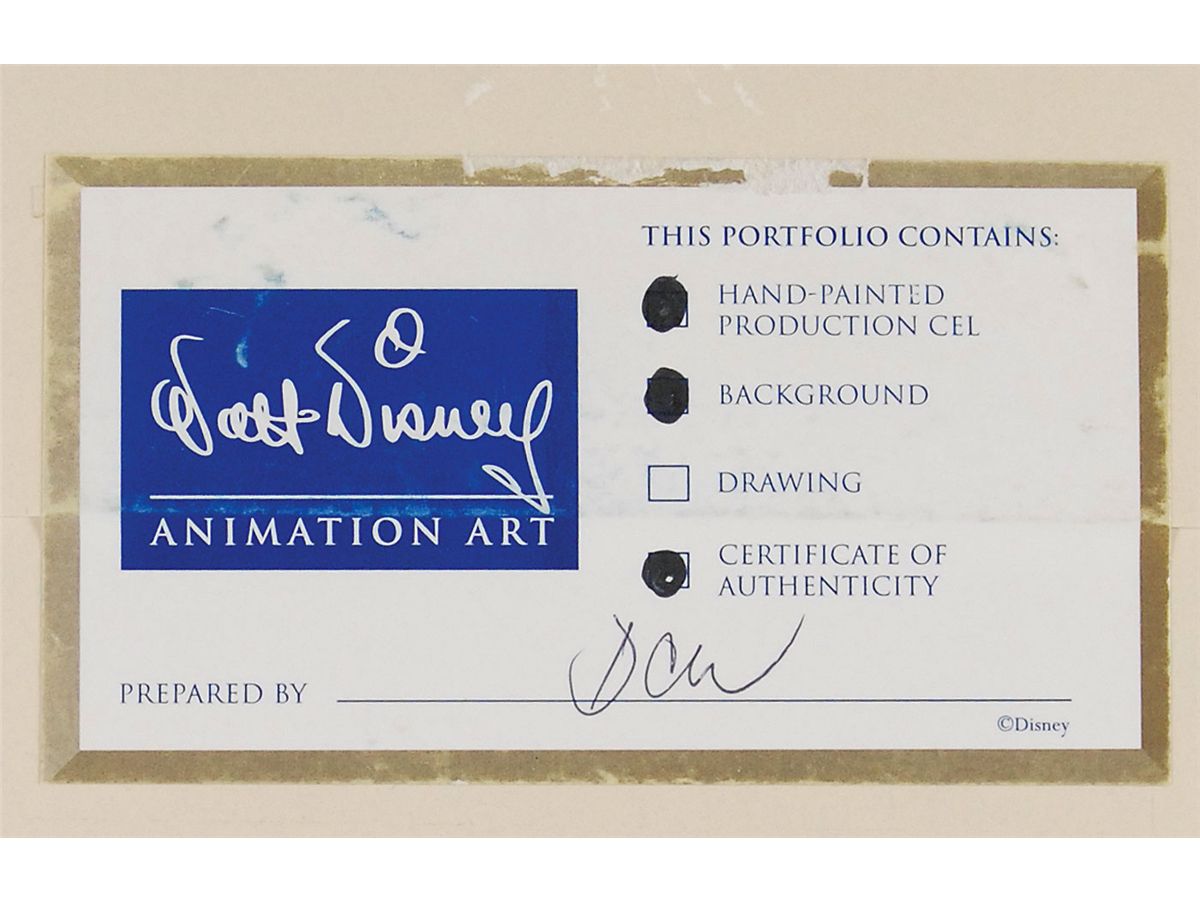 Walt Disney
ANIMATION ART
THIS PORTFOLIO CONTAINS:
HAND-PAINTED
PRODUCTION CEL
BACKGROUND
DRAWING
CERTIFICATE OF
AUTHENTICITY
PREPARED BY
©Disney